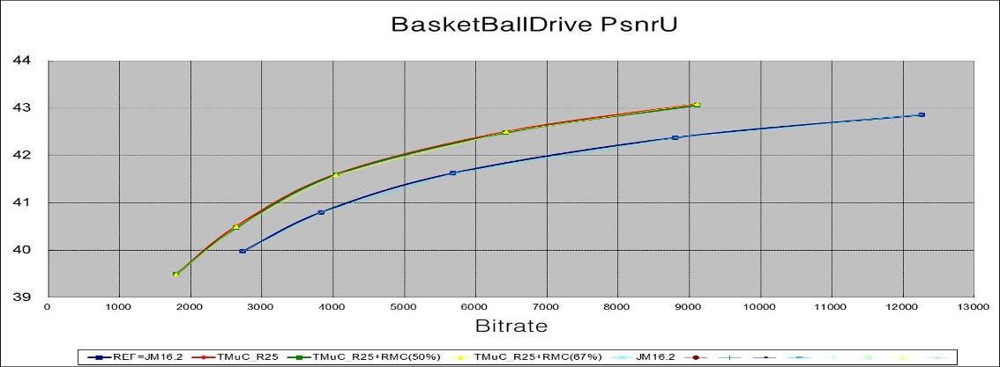 BasketBallDrive PsnrU
44
43
42
41
40
39
0 1000 2000 3000 4000 5000 6000 7000 8000 9000 10000 11000 12000 13000
Bitrate
REF=JM16.2 TMuC_R25 TMuC_R25+RMC(50%) TMuC_R25+RMC(67%) JM16.2